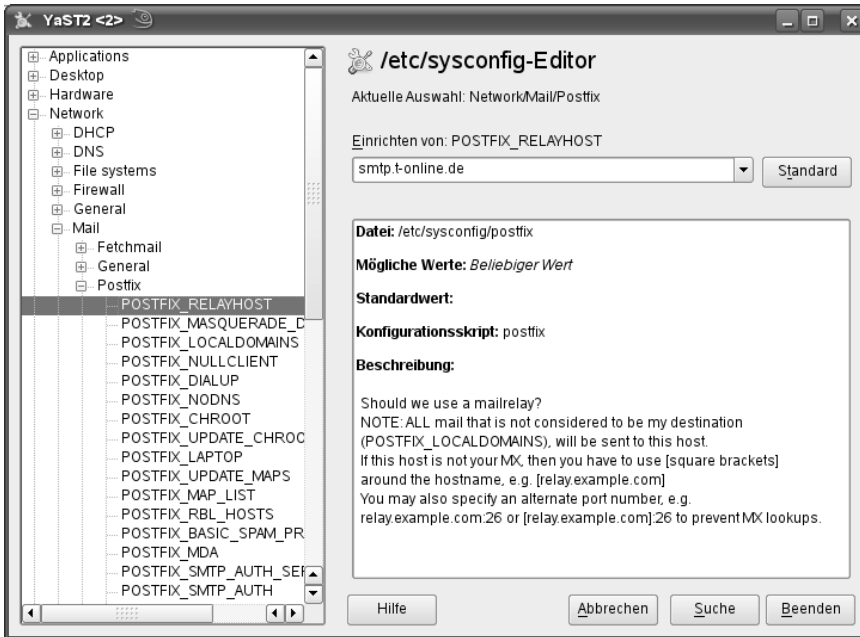 YaST2 <2>
Applications
Desktop
Hardware
Network
DHCP
DNS
File systems
Firewall
General
Mail
Fetchmail
General
Postfix
POSTFIX_RELAYHOST
POSTFIX_MASQUERADE_D
POSTFIX_LOCALDOMAINS
POSTFIX_NULLCLIENT
POSTFIX_DIALUP
POSTFIX_NODNS
POSTFIX_CHROOT
POSTFIX_UPDATE_CHROO
POSTFIX_LAPTOP
POSTFIX_UPDATE_MAPS
POSTFIX_MAP_LIST
POSTFIX_RBL_HOSTS
POSTFIX_BASIC_SPAM_PR
POSTFIX_MDA
POSTFIX_SMTP_AUTH_SEF
POSTFIX_SMTP_AUTH
/etc/sysconfig-Editor
Aktuelle Auswahl: Network/Mail/Postfix
Einrichten von: POSTFIX_RELAYHOST
smtp.t-online.de
Standard
Datei: /etc/sysconfig/postfix
Mögliche Werte: Beliebiger Wert
Standardwert:
Konfigurationsskript: postfix
Beschreibung:
Should we use a mailrelay?
NOTE: ALL mail that is not considered to be my destination
(POSTFIX_LOCALDOMAINS), will be sent to this host.
If this host is not your MX, then you have to use [square brackets]
around the hostname, e.g. [relay.example.com]
You may also specify an alternate port number, e.g.
relay.example.com:26 or [relay.example.com]:26 to prevent MX lookups.
Hilfe
Abbrechen
Suche
Beenden